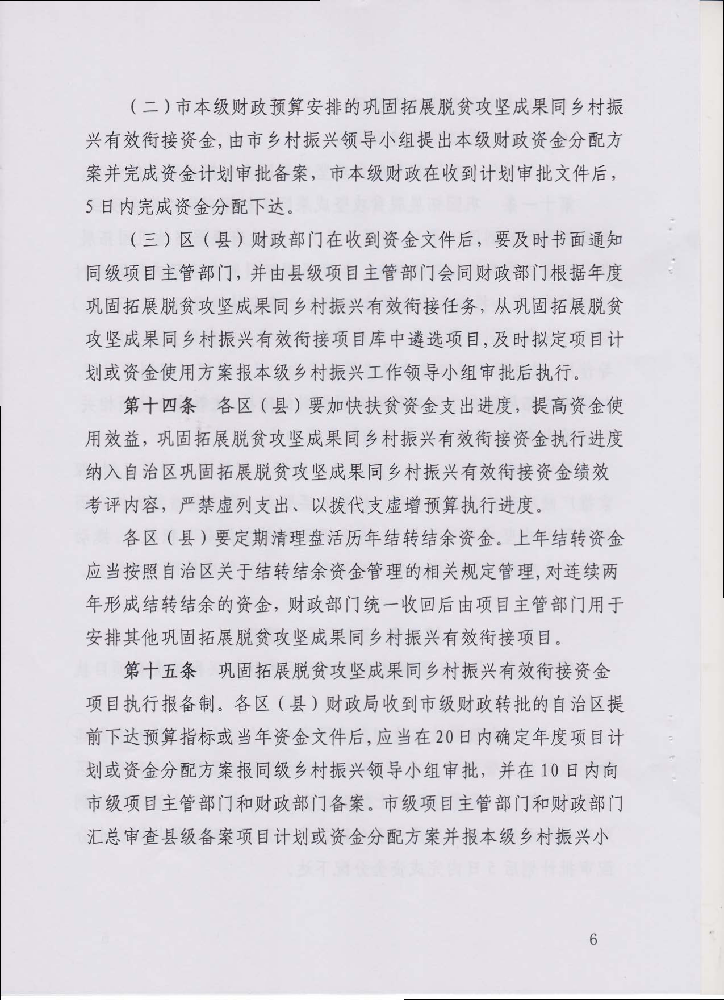 （二）市本级财政预算安排的巩固拓展脱贫攻坚成果同乡村振
兴有效衔接资金，由市乡村振兴领导小组提出本级财政资金分配方
案并完成资金计划审批备案，市本级财政在收到计划审批文件后，
5日内完成资金分配下达。
（三）区（县）财政部门在收到资金文件后，要及时书面通知
同级项目主管部门，并由县级项目主管部门会同财政部门根据年度
巩固拓展脱贫攻坚成果同乡村振兴有效衔接任务，从巩固拓展脱贫
攻坚成果同乡村振兴有效衔接项目库中遴选项目，及时拟定项目计
划或资金使用方案报本级乡村振兴工作领导小组审批后执行。
第十四条　各区（县）要加快扶贫资金支出进度，提高资金使
用效益，巩固拓展脱贫攻坚成果同乡村振兴有效衔接资金执行进度
纳入自治区巩固拓展脱贫攻坚成果同乡村振兴有效衔接资金绩效
考评内容，严禁虚列支出、以拨代支虚增预算执行进度。
各区（县）要定期清理盘活历年结转结余资金。上年结转资金
应当按照自治区关于结转结余资金管理的相关规定管理，对连续两
年形成结转结余的资金，财政部门统一收回后由项目主管部门用于
安排其他巩固拓展脱贫攻坚成果同乡村振兴有效衔接项目。
第十五条　巩固拓展脱贫攻坚成果同乡村振兴有效衔接资金
项目执行报备制。各区（县）财政局收到市级财政转批的自治区提
前下达预算指标或当年资金文件后，应当在20日内确定年度项目计
划或资金分配方案报同级乡村振兴领导小组审批，并在10日内向
市级项目主管部门和财政部门备案。市级项目主管部门和财政部门
汇总审查县级备案项目计划或资金分配方案并报本级乡村振兴小
6